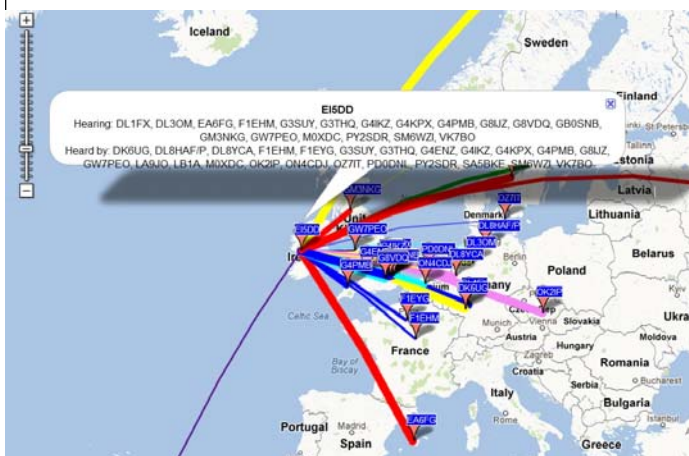 Iceland
Sweden
Finland
EI5DD
Hearing: DL1FX, DL3OM, EA6FG, F1EHM, G3SUY, G3THQ, G4IKZ, G4KPX, G4PMB, G8IJZ, G8VDQ, GB0SNB,
GM3NKG, GW7PEO, M0XDC, PY2SDR, SM6WZI, VK7BO
Heard by: DK6UG, DL8HAF/P, DL8YCA, F1EHM, F1EYG, G3SUY, G3THQ, G4ENZ, G4IKZ, G4KPX, G4PMB, G8IJZ,
GW7PEO, LA9JO, LB1A, M0XDC, OK2IP, ON4CDJ, OZ7IT, PD0DNL, PY2SDR, SA5BKE, SM6WZI, VK7BO
Estonia
Latvia
GM3NKG
OZ7IT
Denmark
Lithuania
EI5DD
GW7PEO
DL8HAF/P
DL3OM
Belarus
PD0DNL
DL8YCA
G8VDQ
ON4CDJ
G4PMB
Berlin
Poland
DK6UG
OK2IP
Celtic Sea
F1EYG
F1EHM
Munich
Vienna
Slovakia
Austria
Hungary
Moldova
France
Bay of
Biscay
Zagreb
Croatia
Romania
Serbia
Bucharest
Italy
Bulgaria
Portugal
Madrid
Spain
EA6FG
Rome
Istanbul
Greece